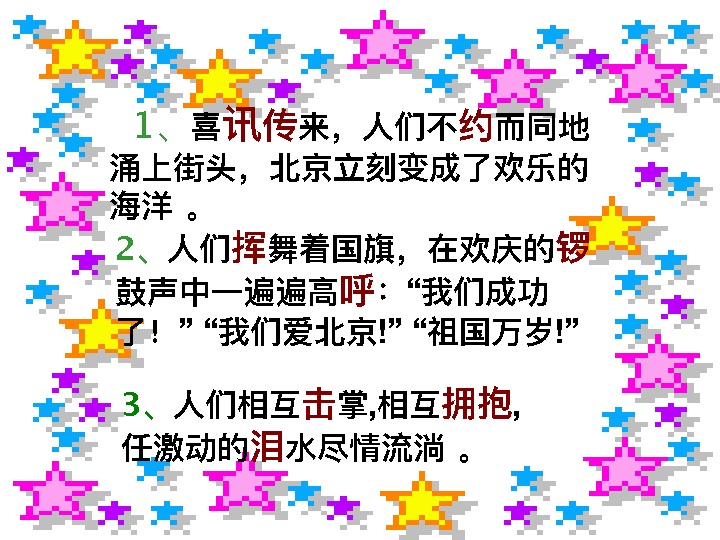 1、喜讯传来，人们不约而同地
涌上街头，北京立刻变成了欢乐的
海洋 。
2、人们挥舞着国旗，在欢庆的锣
鼓声中一遍遍高呼：“我们成功
了！” “我们爱北京!” “祖国万岁!”
3、人们相互击掌,相互拥抱,
任激动的泪水尽情流淌 。